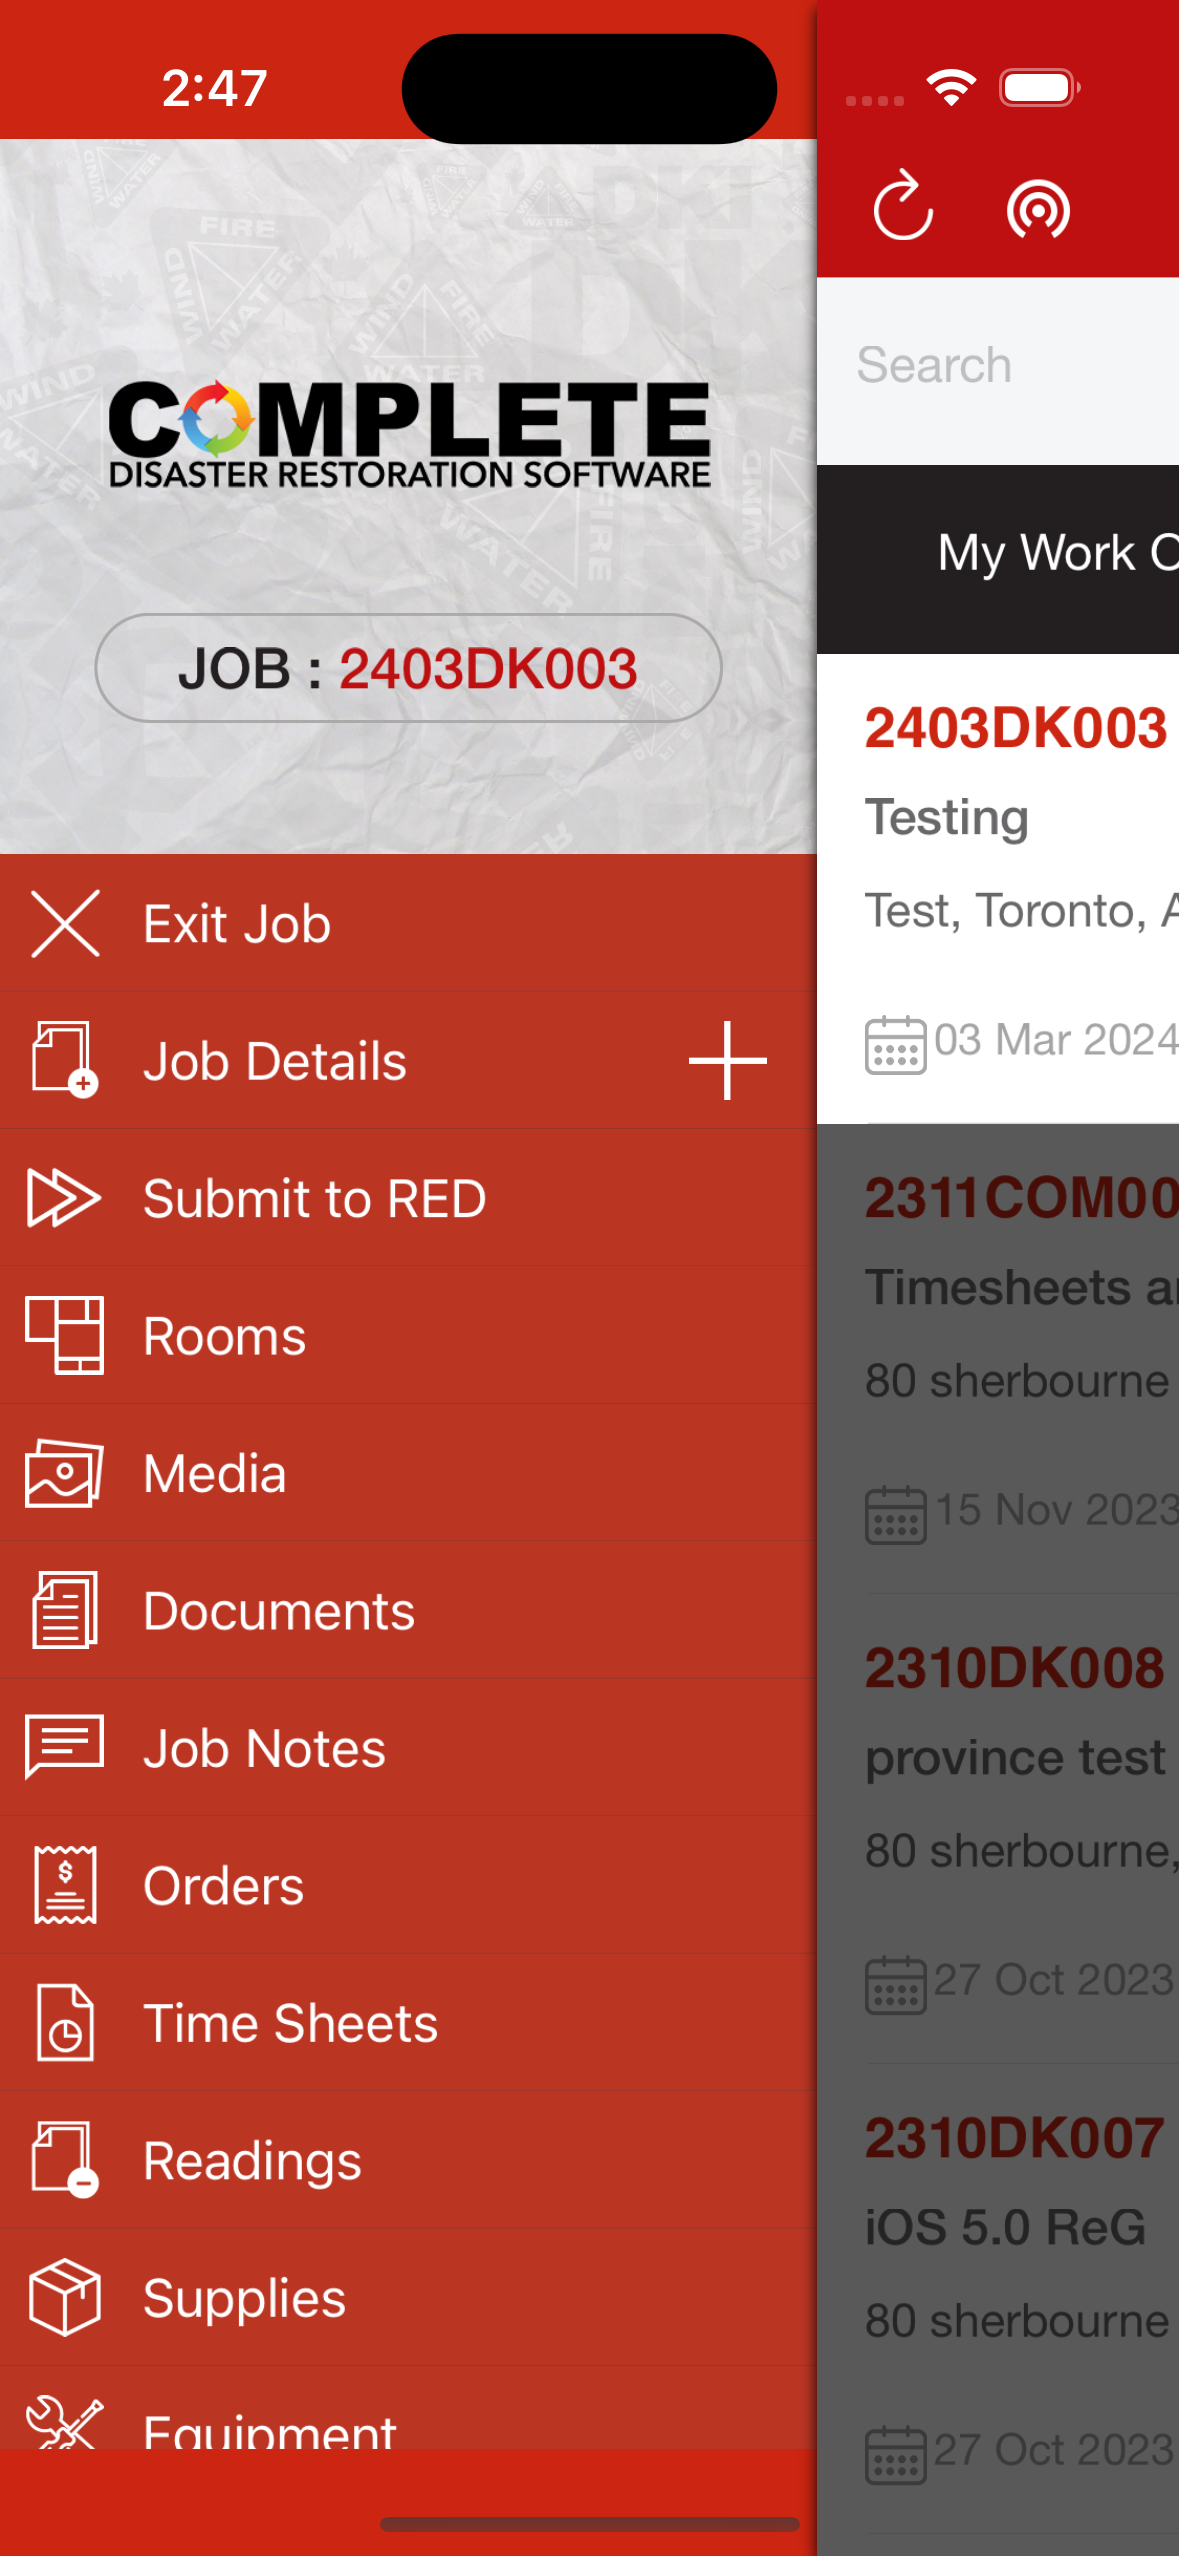 2:47
COMPLETE
DISASTER RESTORATION SOFTWARE
JOB : 2403DK003
Exit Job
Job Details
Submit to RED
Rooms
Media
Documents
Job Notes
Orders
Time Sheets
Readings
Supplies
Equipment
Search
My Work
2403DK003
Testing
Test, Toronto,
03 Mar 2024
2311COM00
Timesheets
80 sherbourne
15 Nov 2023
2310DK008
province test
80 sherbourne,
27 Oct 2023
2310DK007
iOS 5.0 ReG
80 sherbourne
27 Oct 2023